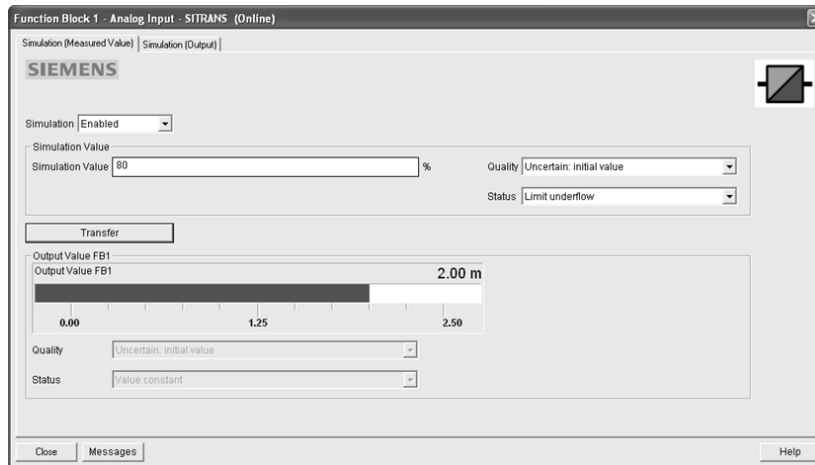 Function Block 1 - Analog Input - SITRANS (Online)
Simulation (Measured Value) Simulation (Output)
SIEMENS
Simulation Enabled
Simulation Value
Simulation Value 80 % Quality Uncertain: initial value
Status Limit underflow
Transfer
Output Value FB1
Output Value FB1 2.00 m
0.00 1.25 2.50
Quality Uncertain: initial value
Status Value constant
Close Messages Help